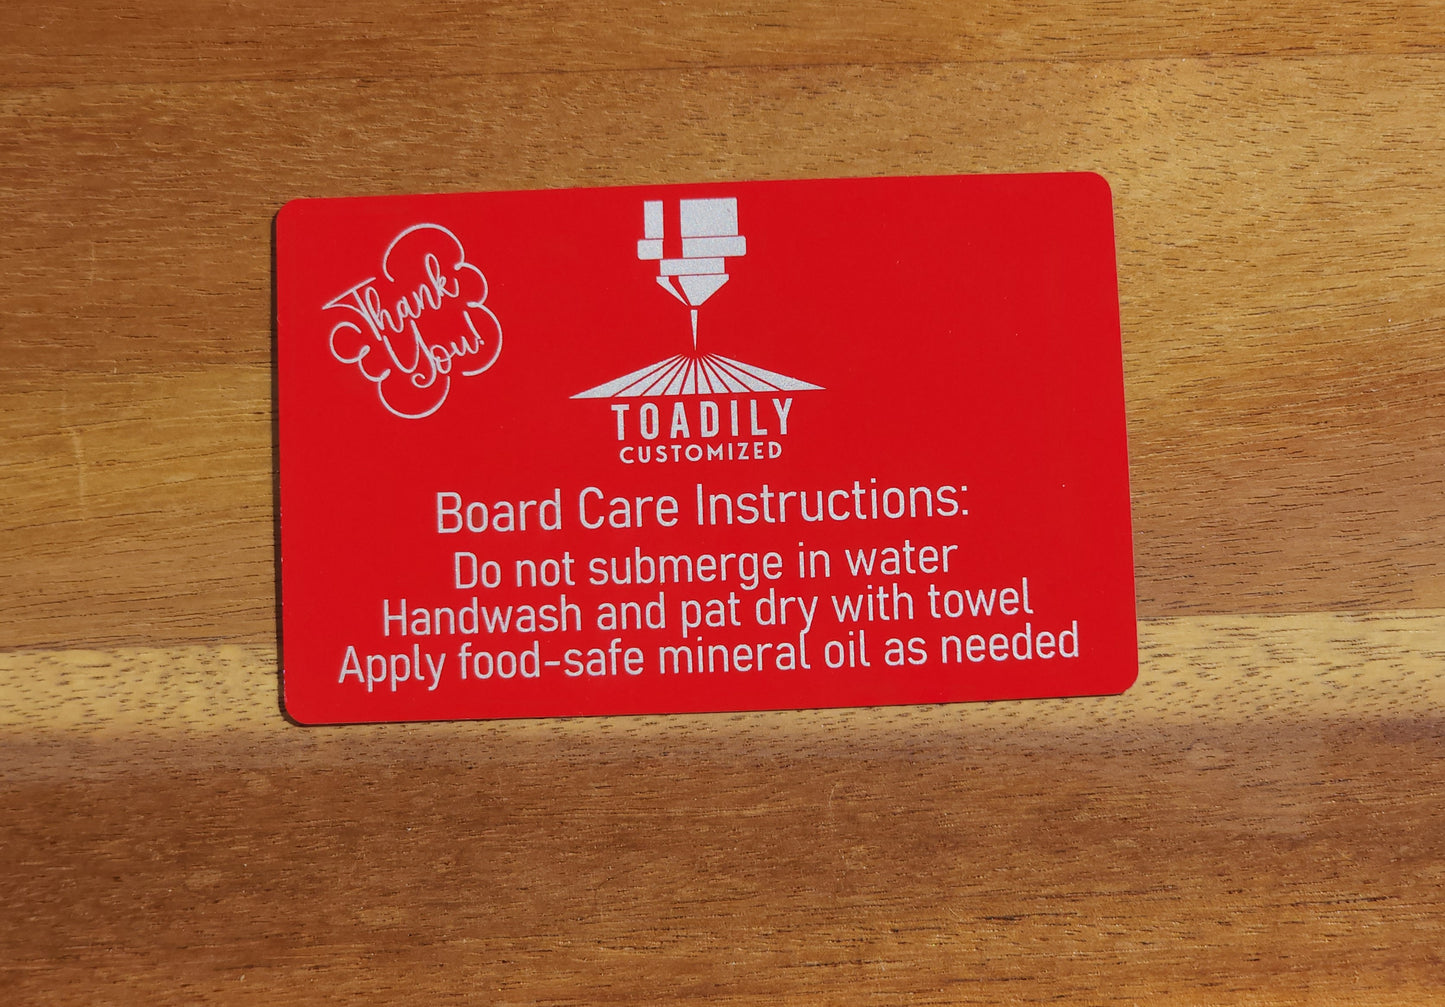 Thank
You!
TOADILY
CUSTOMIZED
Board Care Instructions:
Do not submerge in water
Handwash and pat dry with towel
Apply food-safe mineral oil as needed